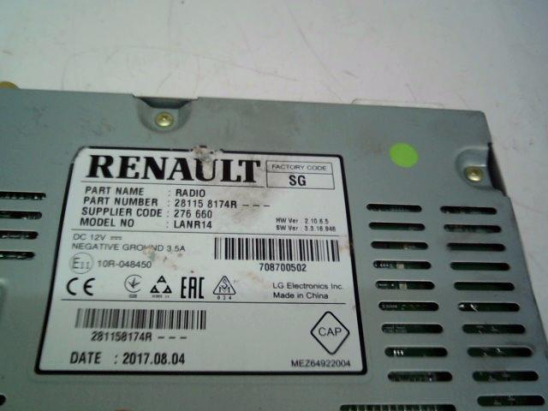 RENAULT
FACTORY CODE
SG
PART NAME : RADIO
PART NUMBER : 28115 8174R - - -
SUPPLIER CODE : 276 660
MODEL NO : LANR14
HW Ver : 2.10.6.5
SW Ver : 3.3.16.946
DC 12V
NEGATIVE GROUND 3.5A
E11 10R-048450
708700502
CE EAC
LG Electronics Inc.
Made in China
281158174R- - -
CAP
DATE : 2017.08.04
MEZ64922004